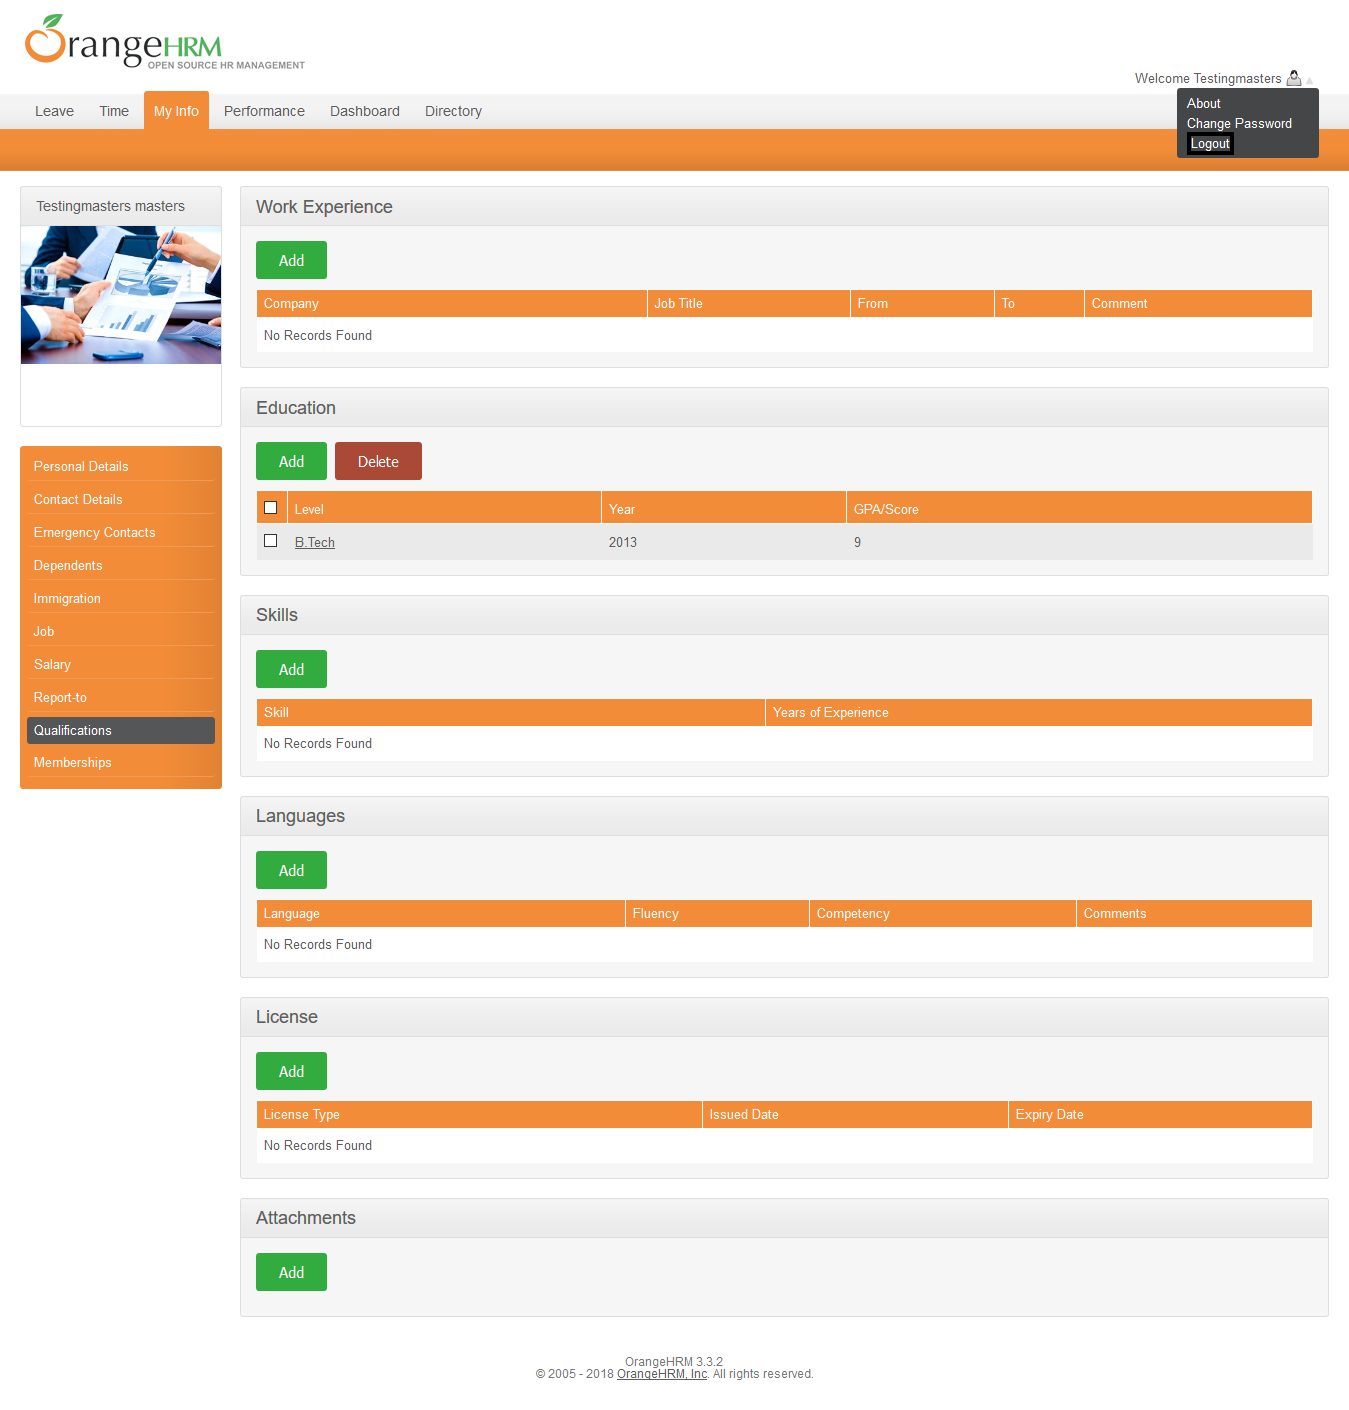 OrangeHRM
OPEN SOURCE HR MANAGEMENT
Welcome Testingmasters
About
Change Password
Logout
Leave Time My Info Performance Dashboard Directory
Testingmasters masters
Personal Details
Contact Details
Emergency Contacts
Dependents
Immigration
Job
Salary
Report-to
Qualifications
Memberships
Work Experience
Add
Company Job Title From To Comment
No Records Found
Education
Add Delete
Level Year GPA/Score
B.Tech 2013 9
Skills
Add
Skill Years of Experience
No Records Found
Languages
Add
Language Fluency Competency Comments
No Records Found
License
Add
License Type Issued Date Expiry Date
No Records Found
Attachments
Add
OrangeHRM 3.3.2
© 2005 - 2018 OrangeHRM, Inc. All rights reserved.